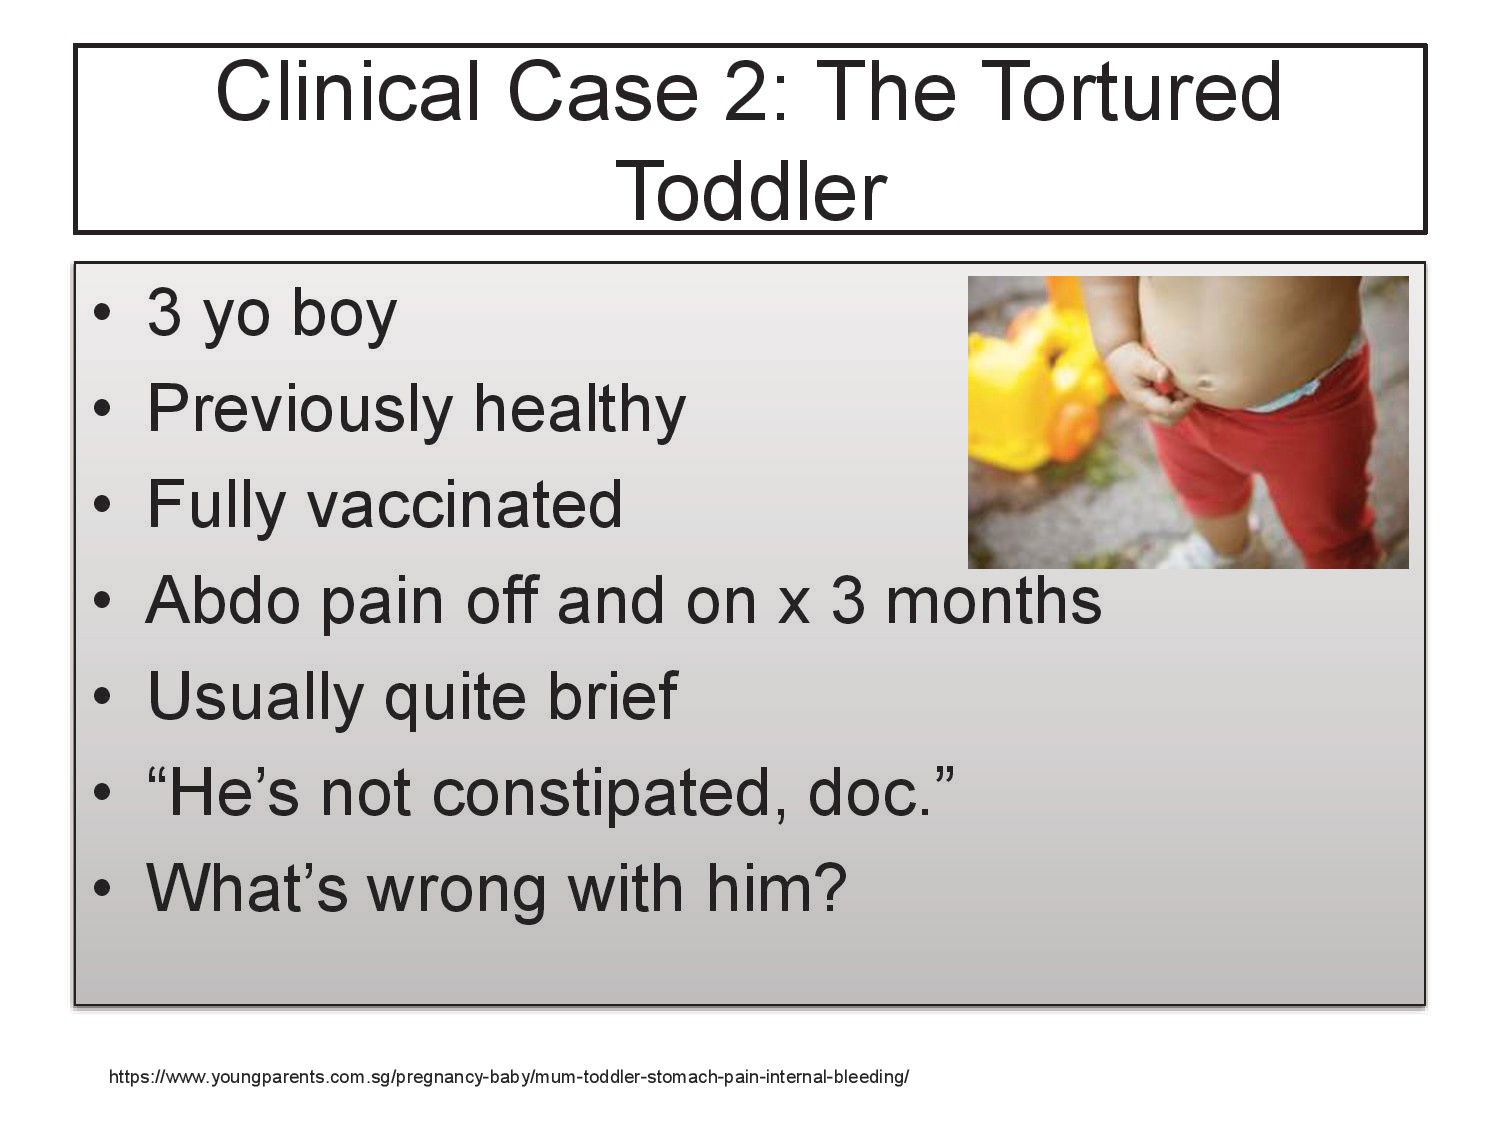 Clinical Case 2: The Tortured
Toddler
• 3 yo boy
• Previously healthy
• Fully vaccinated
• Abdo pain off and on x 3 months
• Usually quite brief
• “He’s not constipated, doc.”
• What’s wrong with him?
https://www.youngparents.com.sg/pregnancy-baby/mum-toddler-stomach-pain-internal-bleeding/